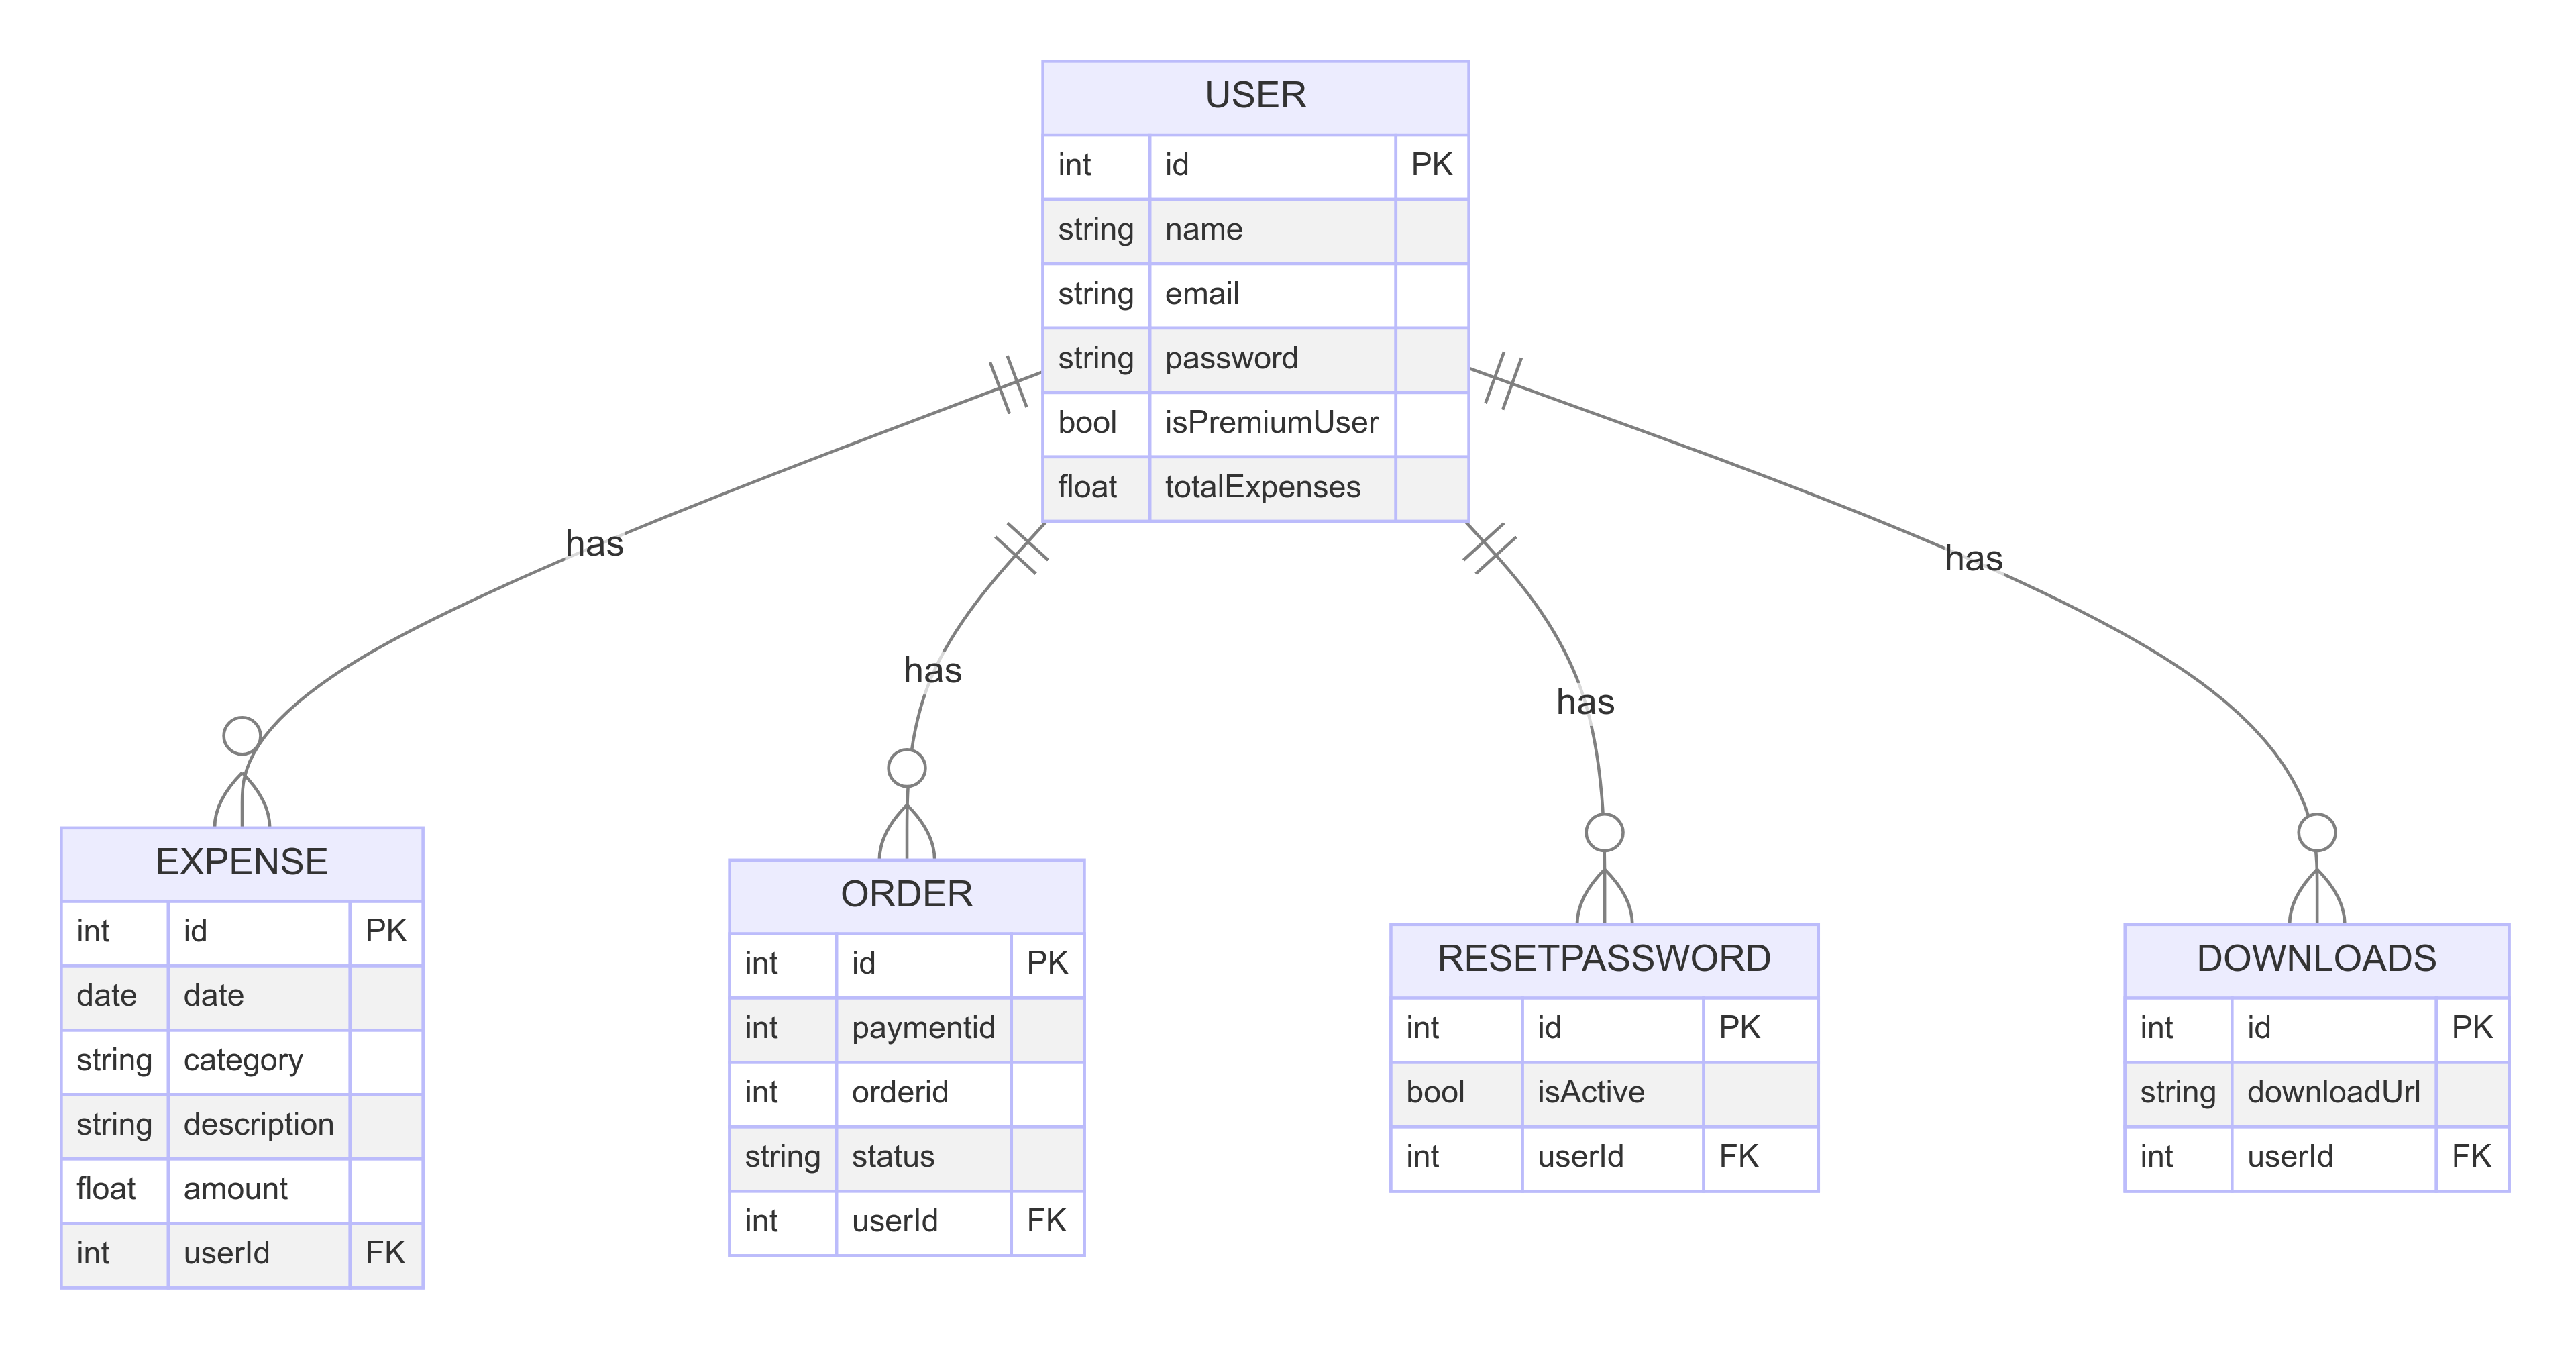 USER
int id PK
string name
string email
string password
bool isPremiumUser
float totalExpenses
has
has
has
has
EXPENSE
int id PK
date date
string category
string description
float amount
int userId FK
ORDER
int id PK
int paymentid
int orderid
string status
int userId FK
RESETPASSWORD
int id PK
bool isActive
int userId FK
DOWNLOADS
int id PK
string downloadUrl
int userId FK